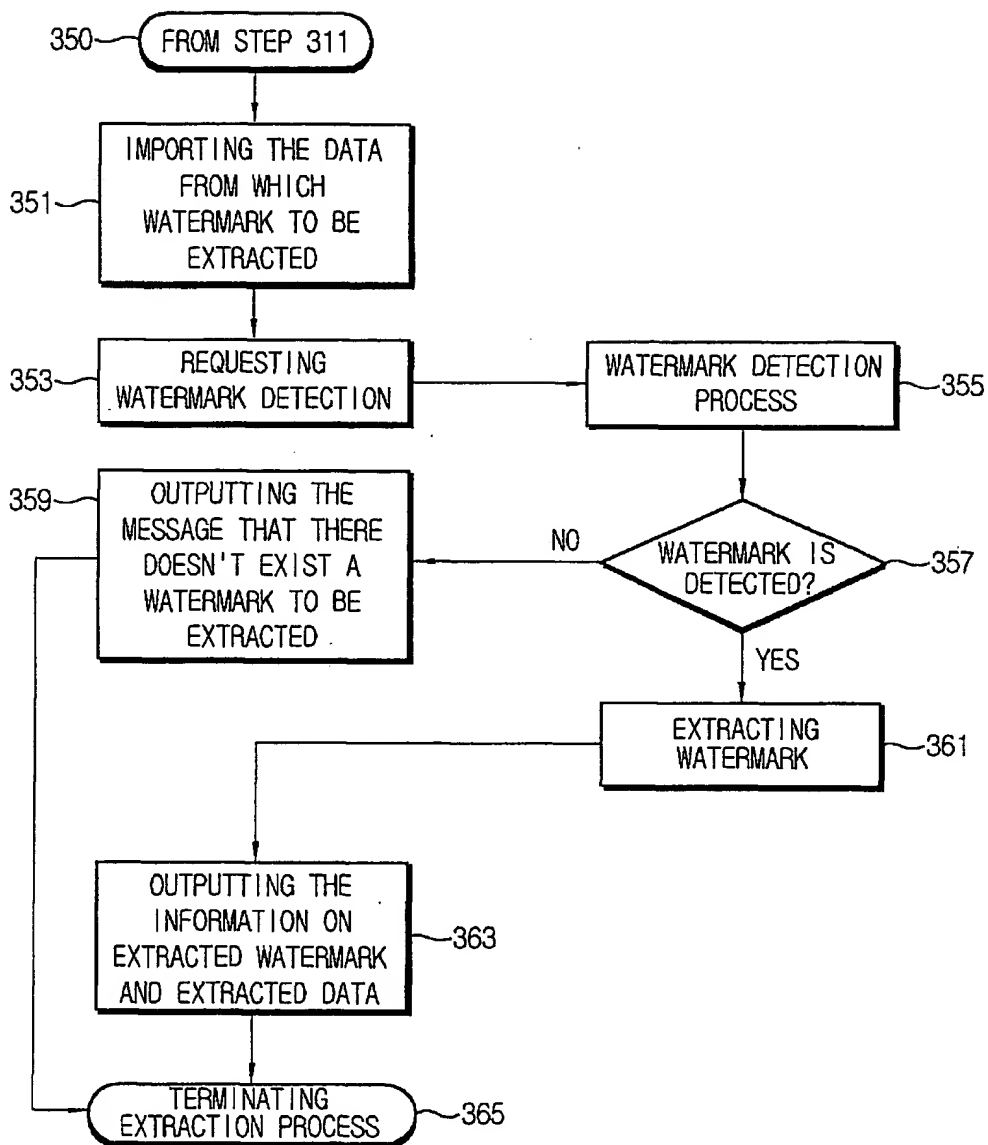 350
FROM STEP 311
351
IMPORTING THE DATA
FROM WHICH
WATERMARK TO BE
EXTRACTED
353
REQUESTING
WATERMARK DETECTION
WATERMARK DETECTION
PROCESS
355
359
OUTPUTTING THE
MESSAGE THAT THERE
DOESN'T EXIST A
WATERMARK TO BE
EXTRACTED
NO
WATERMARK IS
DETECTED?
357
YES
EXTRACTING
WATERMARK
361
OUTPUTTING THE
INFORMATION ON
EXTRACTED WATERMARK
AND EXTRACTED DATA
363
TERMINATING
EXTRACTION PROCESS
365